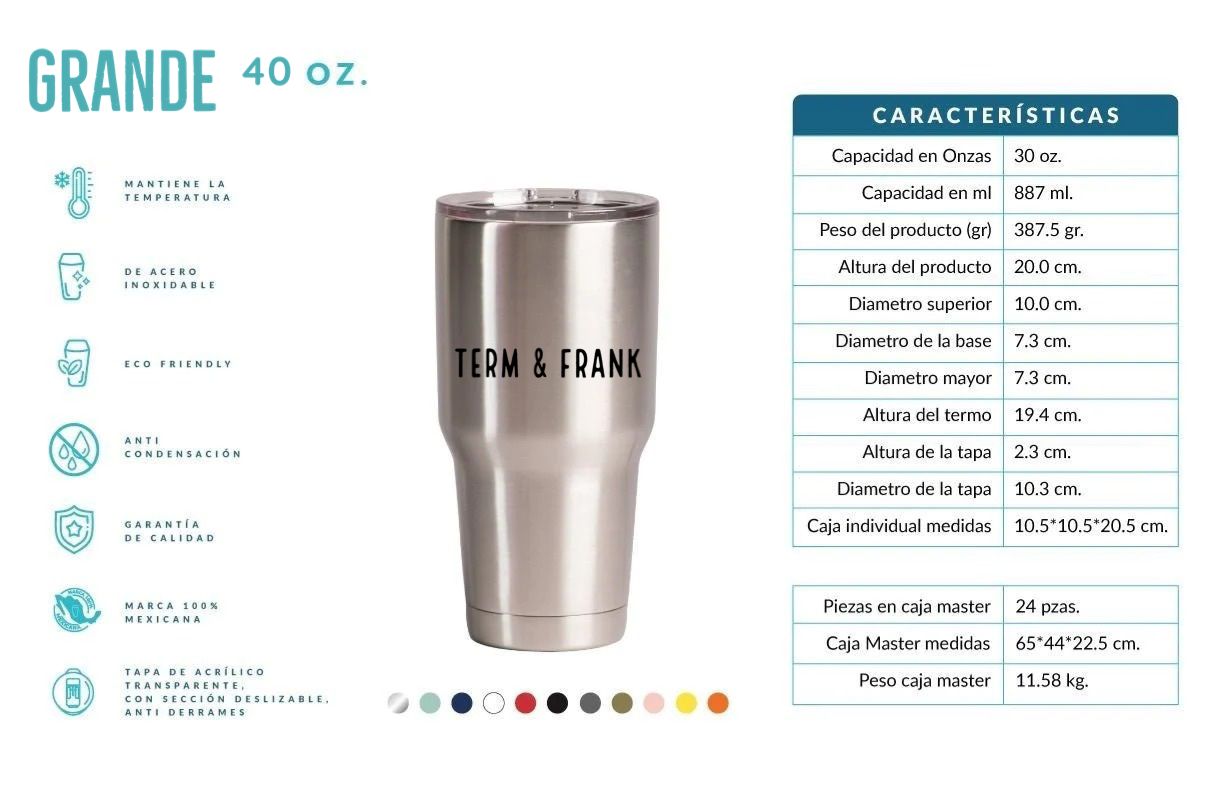 GRANDE 40 oz.
MANTIENE LA
TEMPERATURA
DE ACERO
INOXIDABLE
ECO FRIENDLY
ANTI
CONDENSACIÓN
GARANTÍA
DE CALIDAD
MARCA 100%
MEXICANA
TAPA DE ACRÍLICO
TRANSPARENTE,
CON SECCIÓN DESLIZABLE,
ANTI DERRAMES
TERM & FRANK
CARACTERÍSTICAS
Capacidad en Onzas 30 oz.
Capacidad en ml 887 ml.
Peso del producto (gr) 387.5 gr.
Altura del producto 20.0 cm.
Diametro superior 10.0 cm.
Diametro de la base 7.3 cm.
Diametro mayor 7.3 cm.
Altura del termo 19.4 cm.
Altura de la tapa 2.3 cm.
Diametro de la tapa 10.3 cm.
Caja individual medidas 10.5*10.5*20.5 cm.
Piezas en caja master 24 pzas.
Caja Master medidas 65*44*22.5 cm.
Peso caja master 11.58 kg.